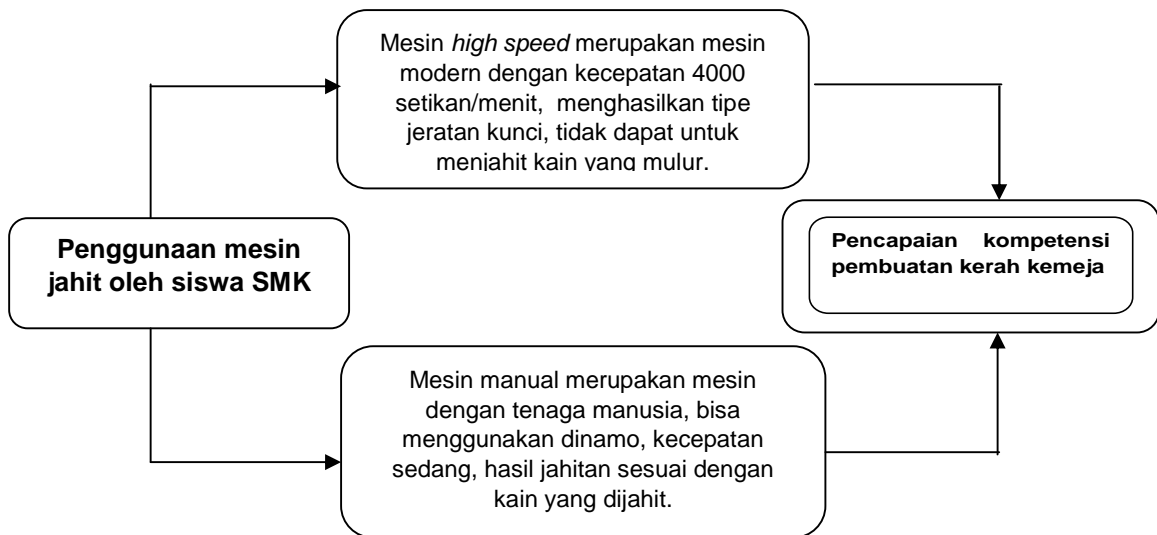 Mesin high speed merupakan mesin
modern dengan kecepatan 4000
setikan/menit, menghasilkan tipe
jeratan kunci, tidak dapat untuk
menjahit kain yang mulur.
Penggunaan mesin
jahit oleh siswa SMK
Pencapaian kompetensi
pembuatan kerah kemeja
Mesin manual merupakan mesin
dengan tenaga manusia, bisa
menggunakan dinamo, kecepatan
sedang, hasil jahitan sesuai dengan
kain yang dijahit.